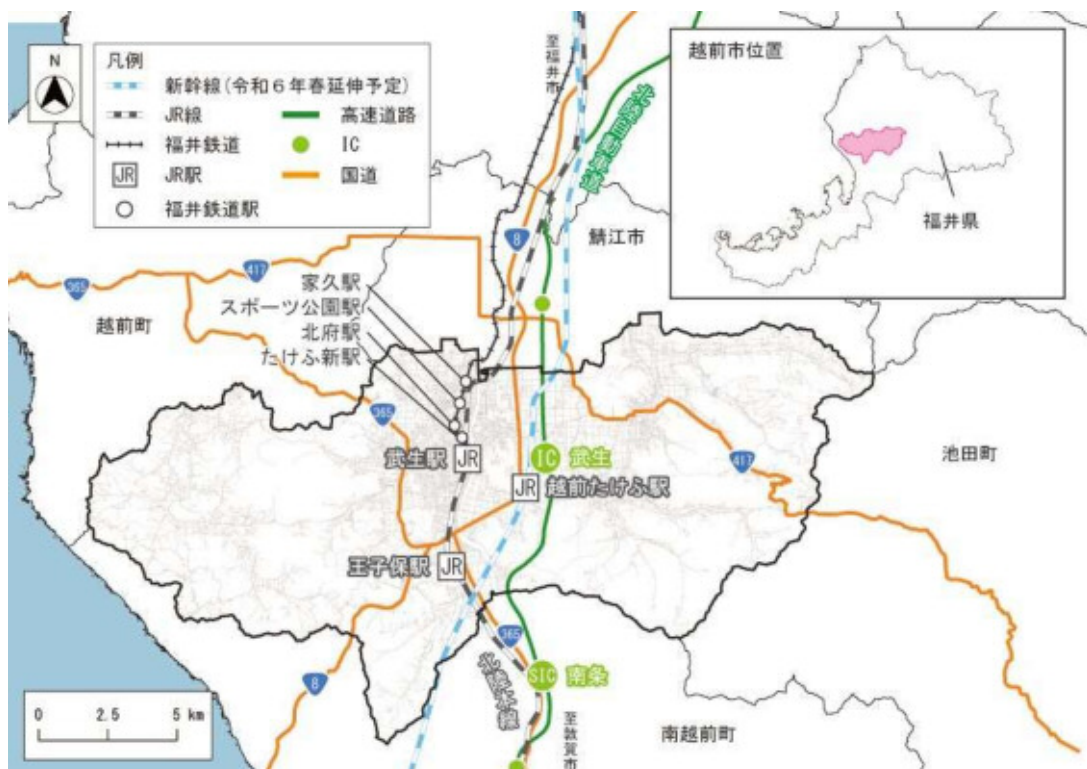 N
凡例
新幹線(令和６年春延伸予定)
JR線
高速道路
福井鉄道
IC
JR
JR駅
国道
福井鉄道駅
至福井市
北陸自動車道
越前市位置
福井県
8
鯖江市
417
365
越前町
家久駅
スポーツ公園駅
北府駅
たけふ新駅
365
武生駅
JR
IC
武生
JR
越前たけふ駅
417
池田町
王子保駅
JR
365
SIC
南条
北陸本線
8
至敦賀市
南越前町
0 2.5 5 km